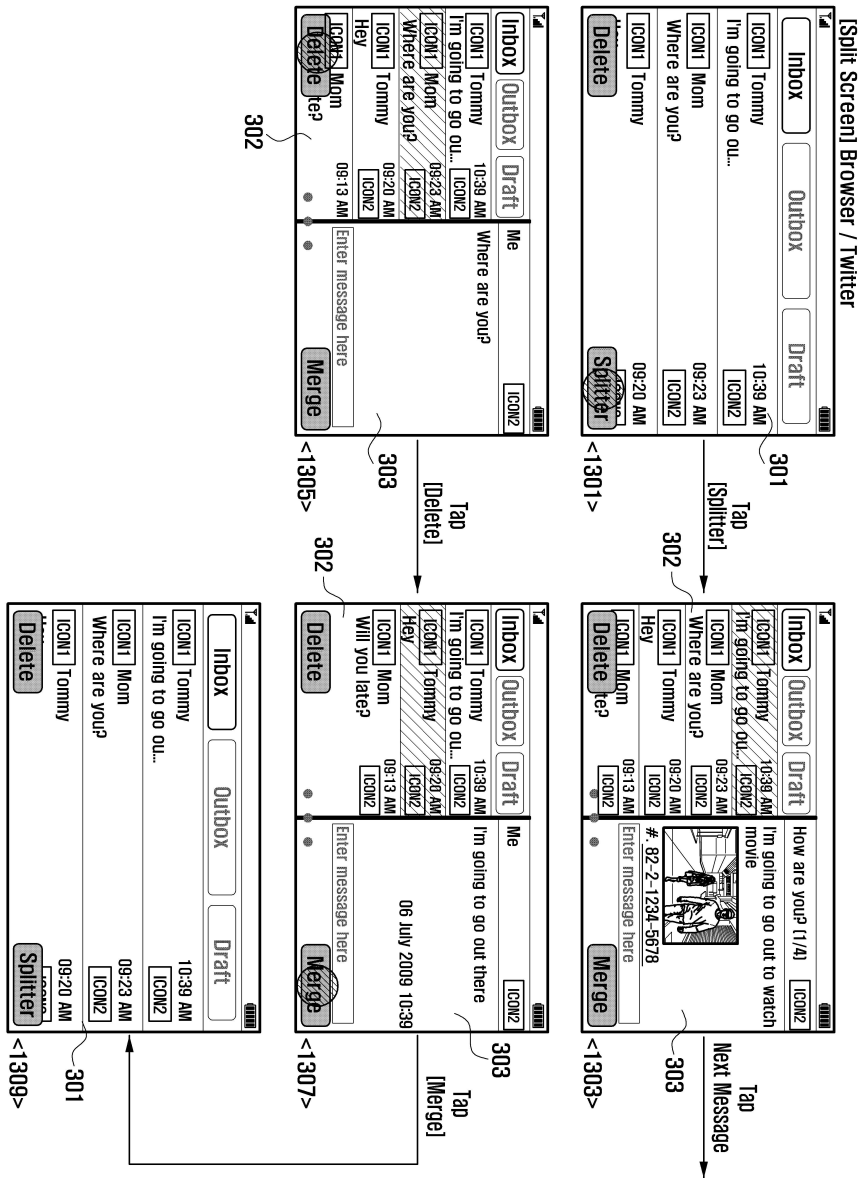 [Split Screen] Browser / Twitter
Inbox
Outbox
Draft
ICON1 Tommy
10:39 AM
I'm going to go ou...
ICON2
ICON1 Mom
09:23 AM
Where are you?
ICON2
ICON1 Tommy
09:20 AM
Delete
Splitter
301
<1301>
Tap
[Splitter]
Inbox
Outbox
Draft
ICON1 Tommy
10:39 AM
I'm going to go ou...
ICON2
ICON1 Mom
09:23 AM
Where are you?
ICON2
ICON1 Tommy
09:20 AM
Hey
ICON2
ICON1 Mom
09:13 AM
te?
ICON2
Delete
How are you? (1/4)
ICON2
I'm going to go out to watch
movie
#. 82-2-1234-5678
Enter message here
Merge
302
303
<1303>
Tap
Next Message
Inbox
Outbox
Draft
ICON1 Tommy
10:39 AM
I'm going to go ou...
ICON2
ICON1 Mom
09:23 AM
Where are you?
ICON2
ICON1 Tommy
09:20 AM
Hey
ICON2
ICON1 Mom
09:13 AM
Delete
te?
Me
ICON2
Where are you?
Enter message here
Merge
302
303
<1305>
Tap
[Delete]
Inbox
Outbox
Draft
ICON1 Tommy
10:39 AM
I'm going to go ou...
ICON2
ICON1 Tommy
09:20 AM
Hey
ICON2
ICON1 Mom
09:13 AM
Will you late?
ICON2
Delete
Me
ICON2
I'm going to go out there
06 July 2009 10:39
Enter message here
Merge
302
303
<1307>
Tap
[Merge]
Inbox
Outbox
Draft
ICON1 Tommy
10:39 AM
I'm going to go ou...
ICON2
ICON1 Mom
09:23 AM
Where are you?
ICON2
ICON1 Tommy
09:20 AM
Delete
Splitter
301
<1309>